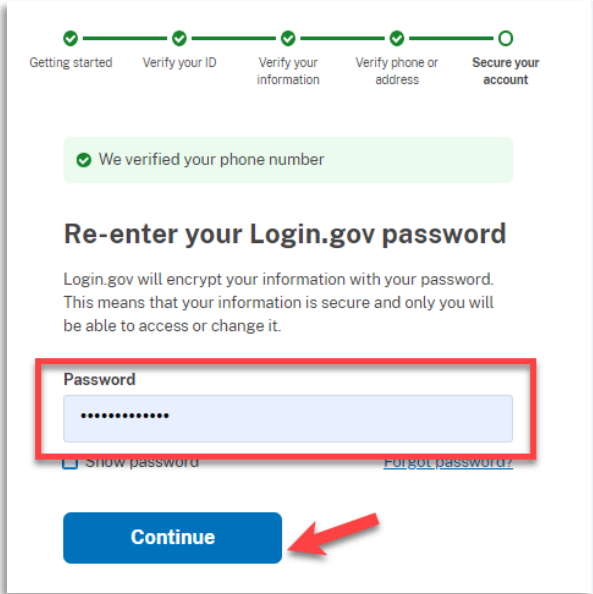 Getting started Verify your ID Verify your information Verify phone or address Secure your account
We verified your phone number
Re-enter your Login.gov password
Login.gov will encrypt your information with your password.
This means that your information is secure and only you will
be able to access or change it.
Password
•••••••••••••
Show password Forgot password?
Continue